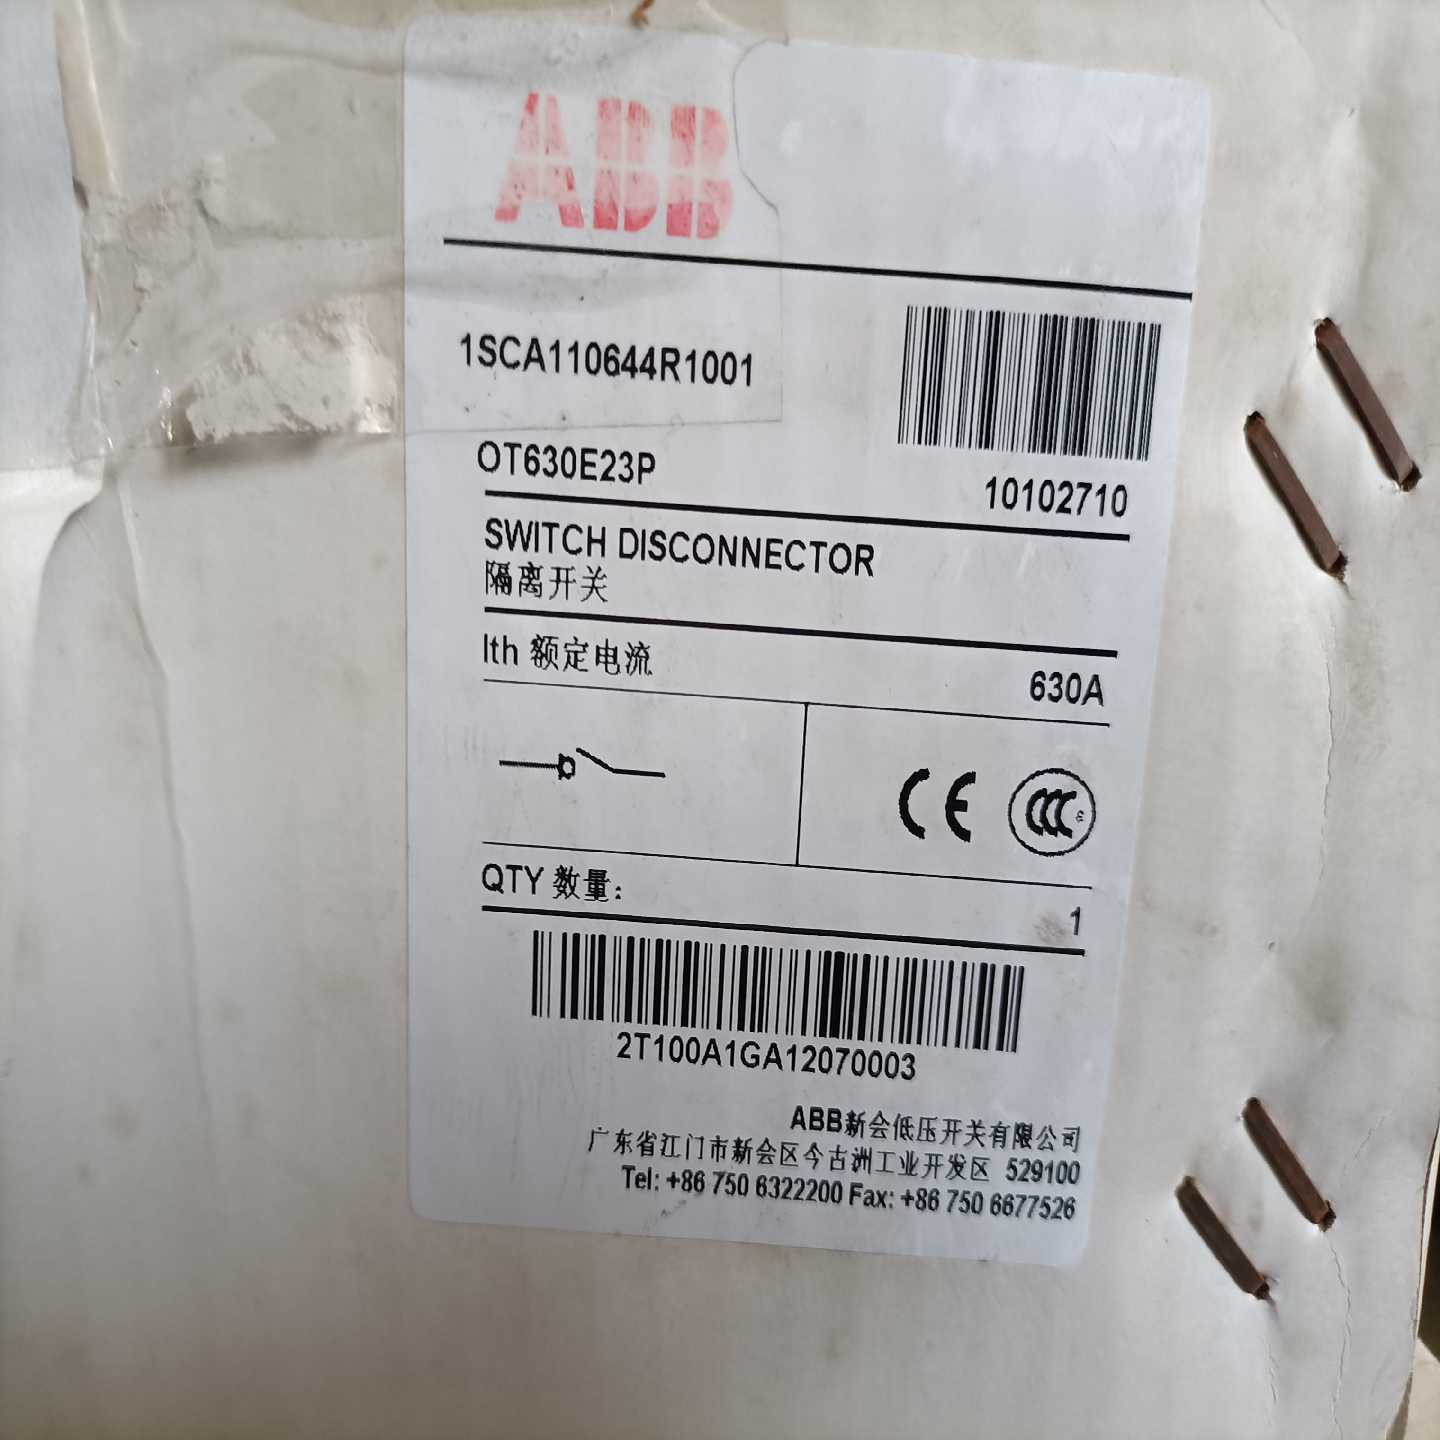 ABB
1SCA110644R1001
OT630E23P
10102710
SWITCH DISCONNECTOR
隔离开关
Ith 额定电流
630A
CE CCC
QTY 数量:
1
2T100A1GA12070003
ABB新会低压开关有限公司
广东省江门市新会区今古洲工业开发区 529100
Tel: +86 750 6322200 Fax: +86 750 6677526